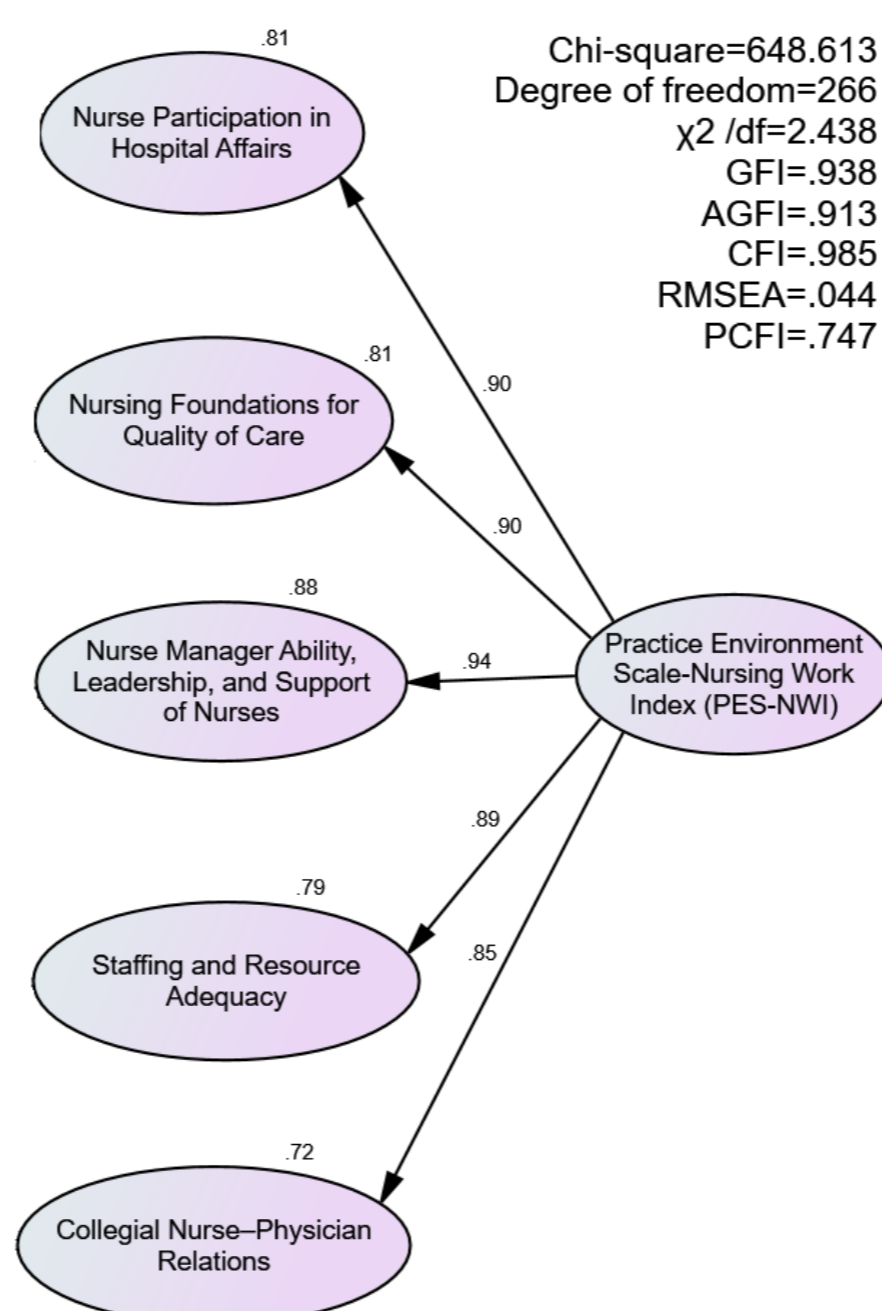 .81
Nurse Participation in
Hospital Affairs
Chi-square=648.613
Degree of freedom=266
χ2 /df=2.438
GFI=.938
AGFI=.913
CFI=.985
RMSEA=.044
PCFI=.747
.81
Nursing Foundations for
Quality of Care
.90
.90
.88
Nurse Manager Ability,
Leadership, and Support
of Nurses
.94
Practice Environment
Scale-Nursing Work
Index (PES-NWI)
.89
.79
Staffing and Resource
Adequacy
.85
.72
Collegial Nurse–Physician
Relations